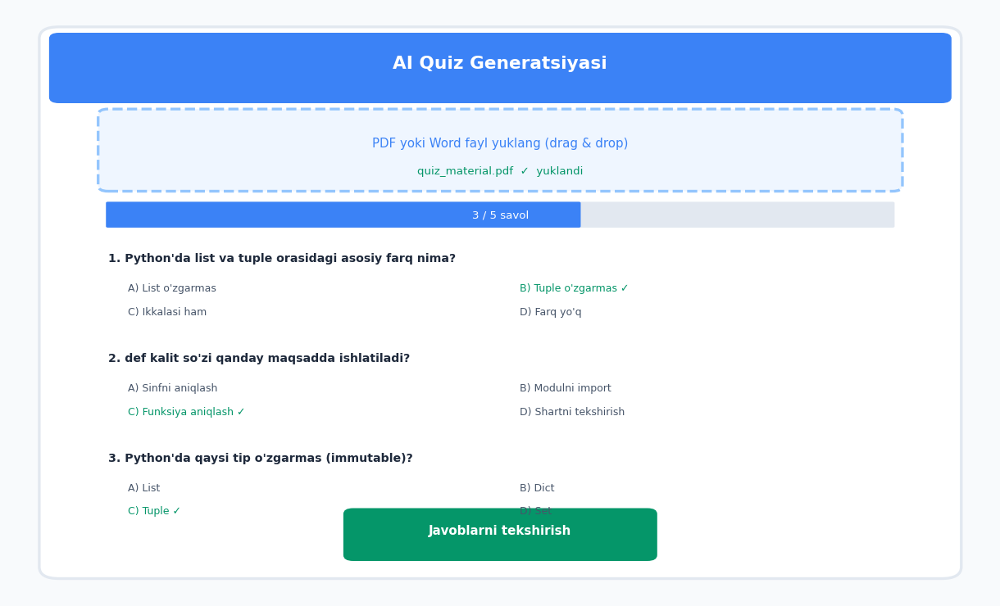 AI Quiz Generatsiyasi
PDF yoki Word fayl yuklang (drag & drop)
quiz_material.pdf ✓ yuklandi
3 / 5 savol
1. Python'da list va tuple orasidagi asosiy farq nima?
A) List o'zgarmas B) Tuple o'zgarmas ✓
C) Ikkalasi ham D) Farq yo'q
2. def kalit so'zi qanday maqsadda ishlatiladi?
A) Sinfni aniqlash B) Modulni import
C) Funksiya aniqlash ✓ D) Shartni tekshirish
3. Python'da qaysi tip o'zgarmas (immutable)?
A) List B) Dict
C) Tuple ✓ D) Set
Javoblarni tekshirish